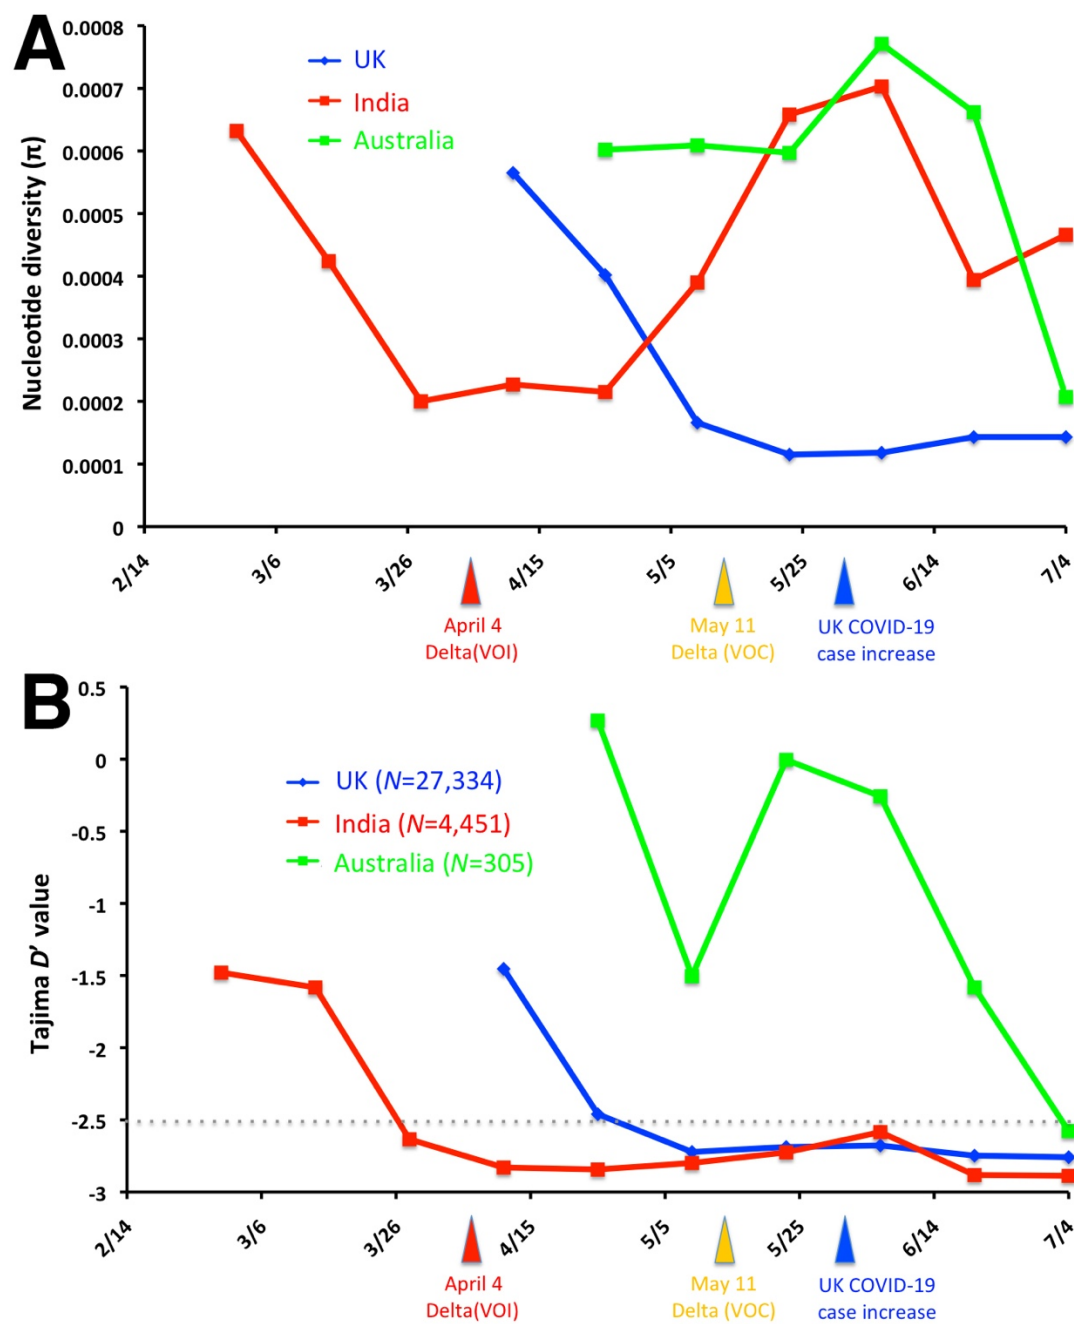 A
0.0008
0.0007
0.0006
0.0005
0.0004
0.0003
0.0002
0.0001
0
Nucleotide diversity (π)
UK
India
Australia
2/14
3/6
3/26
4/15
5/5
5/25
6/14
7/4
April 4
Delta(VOI)
May 11
Delta (VOC)
UK COVID-19
case increase
B
0.5
0
-0.5
-1
-1.5
-2
-2.5
-3
Tajima D' value
UK (N=27,334)
India (N=4,451)
Australia (N=305)
2/14
3/6
3/26
4/15
5/5
5/25
6/14
7/4
April 4
Delta(VOI)
May 11
Delta (VOC)
UK COVID-19
case increase